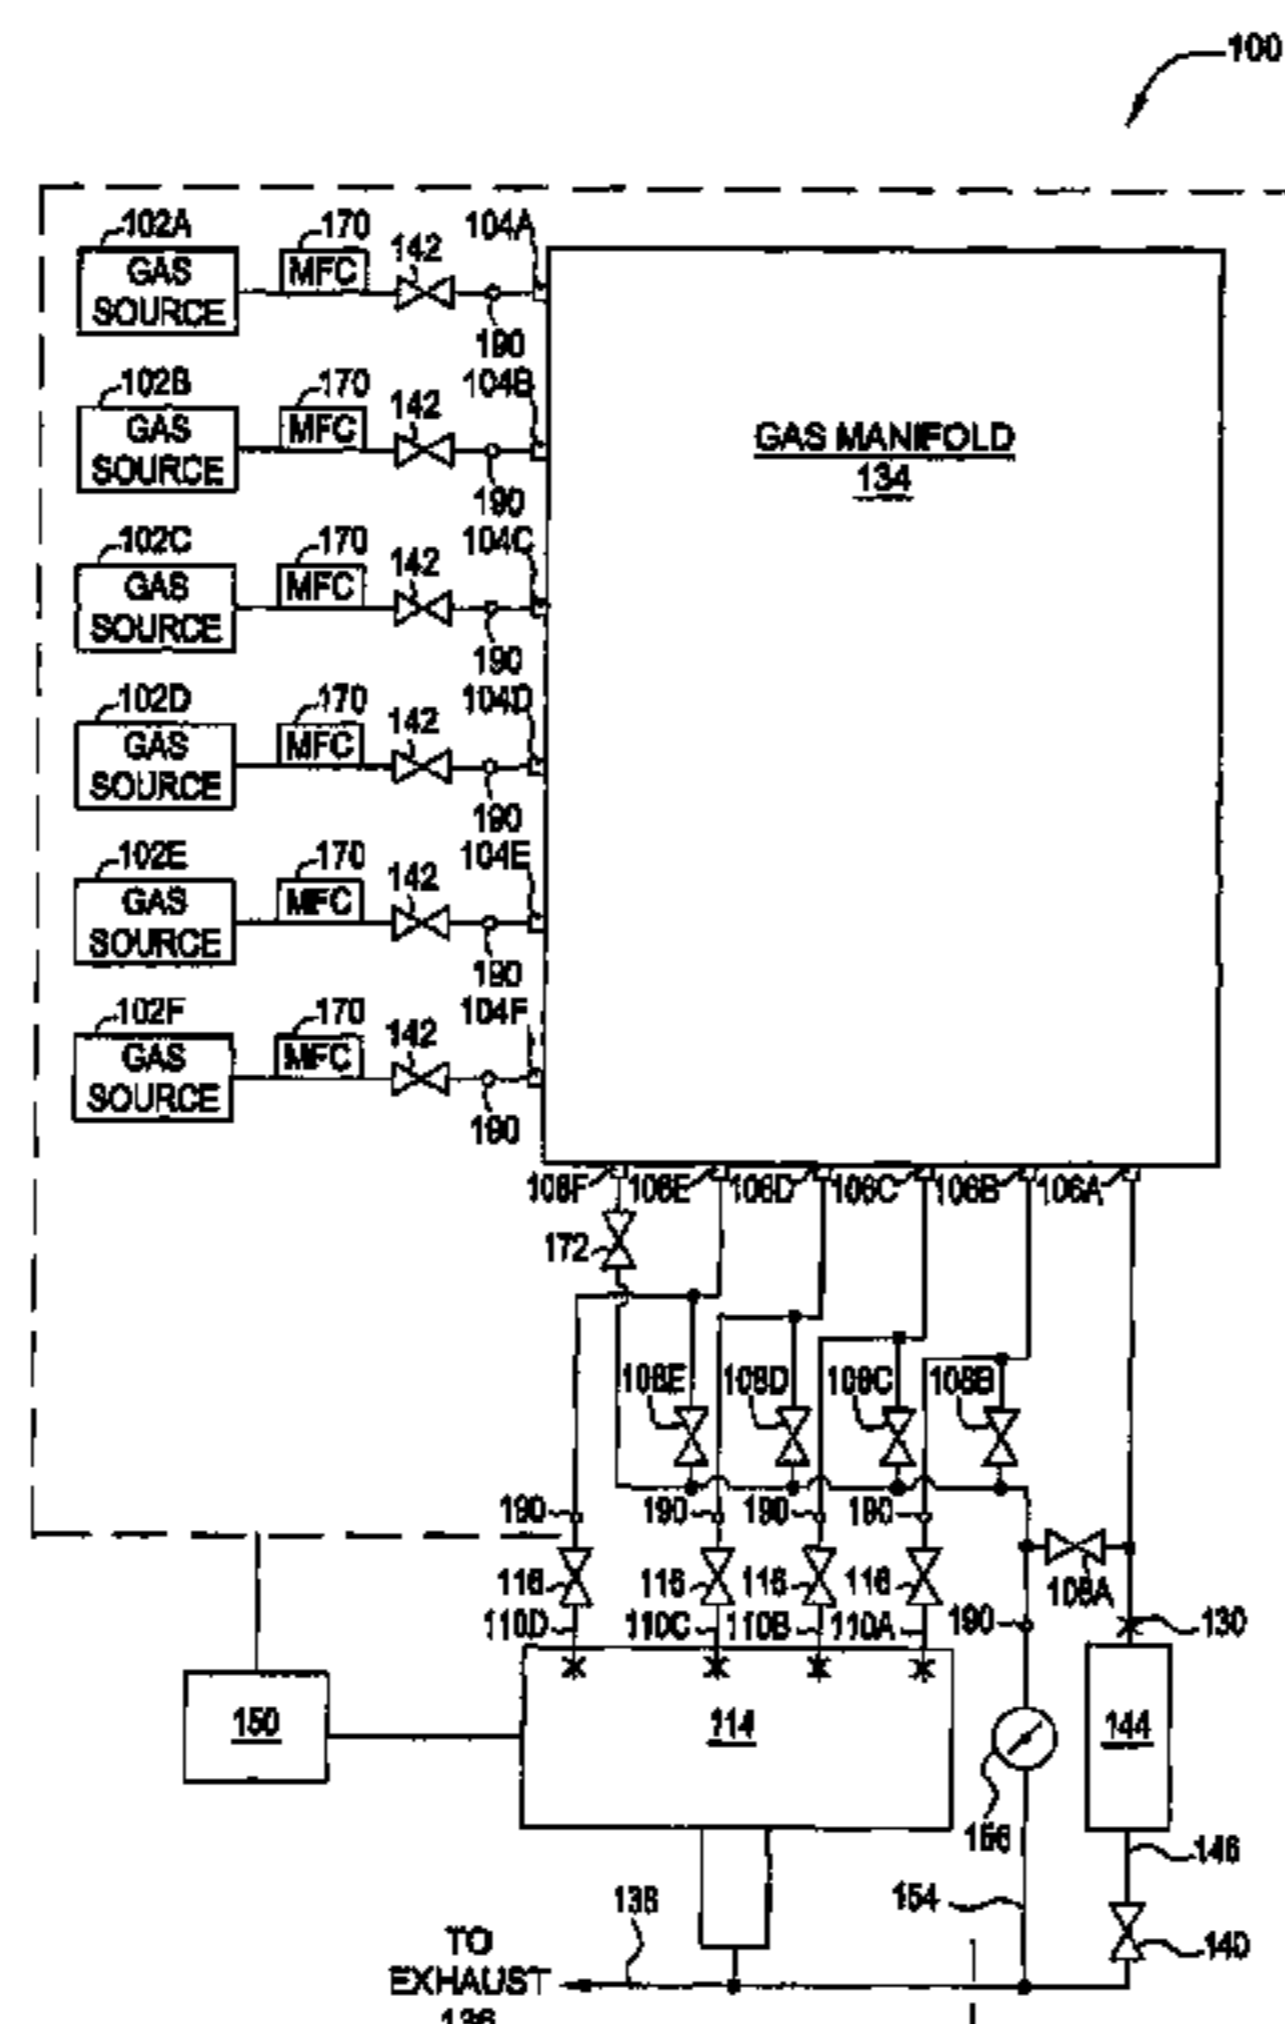 100
102A
170
104A
142
GAS
SOURCE
MFC
190
102B
170
104B
142
GAS
SOURCE
MFC
190
GAS MANIFOLD
134
102C
170
104C
142
GAS
SOURCE
MFC
190
102D
170
104D
142
GAS
SOURCE
MFC
190
102E
170
104E
142
GAS
SOURCE
MFC
190
102F
170
104F
142
GAS
SOURCE
MFC
190
106F
106E
106D
106C
106B
106A
172
108E
108D
108C
108B
190
190
190
190
116
116
116
116
108A
110D
110C
110B
110A
190
130
150
114
144
156
146
138
154
140
TO
EXHAUST
136